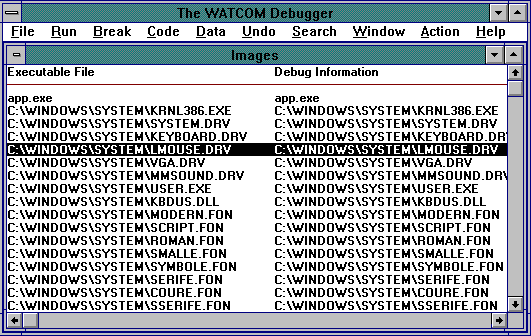 The WATCOM Debugger
File Run Break Code Data Undo Search Window Action Help
Images
Executable File Debug Information
app.exe app.exe
C:\WINDOWS\SYSTEM\KRNL386.EXE C:\WINDOWS\SYSTEM\KRNL386.EXE
C:\WINDOWS\SYSTEM\SYSTEM.DRV C:\WINDOWS\SYSTEM\SYSTEM.DRV
C:\WINDOWS\SYSTEM\KEYBOARD.DRV C:\WINDOWS\SYSTEM\KEYBOARD.DRV
C:\WINDOWS\SYSTEM\LMOUSE.DRV C:\WINDOWS\SYSTEM\LMOUSE.DRV
C:\WINDOWS\SYSTEM\VGA.DRV C:\WINDOWS\SYSTEM\VGA.DRV
C:\WINDOWS\SYSTEM\MMSOUND.DRV C:\WINDOWS\SYSTEM\MMSOUND.DRV
C:\WINDOWS\SYSTEM\USER.EXE C:\WINDOWS\SYSTEM\USER.EXE
C:\WINDOWS\SYSTEM\KBDUS.DLL C:\WINDOWS\SYSTEM\KBDUS.DLL
C:\WINDOWS\SYSTEM\MODERN.FON C:\WINDOWS\SYSTEM\MODERN.FON
C:\WINDOWS\SYSTEM\SCRIPT.FON C:\WINDOWS\SYSTEM\SCRIPT.FON
C:\WINDOWS\SYSTEM\ROMAN.FON C:\WINDOWS\SYSTEM\ROMAN.FON
C:\WINDOWS\SYSTEM\SMALLE.FON C:\WINDOWS\SYSTEM\SMALLE.FON
C:\WINDOWS\SYSTEM\SYMBOLE.FON C:\WINDOWS\SYSTEM\SYMBOLE.FON
C:\WINDOWS\SYSTEM\SERIFE.FON C:\WINDOWS\SYSTEM\SERIFE.FON
C:\WINDOWS\SYSTEM\COURE.FON C:\WINDOWS\SYSTEM\COURE.FON
C:\WINDOWS\SYSTEM\SSERIFE.FON C:\WINDOWS\SYSTEM\SSERIFE.FON